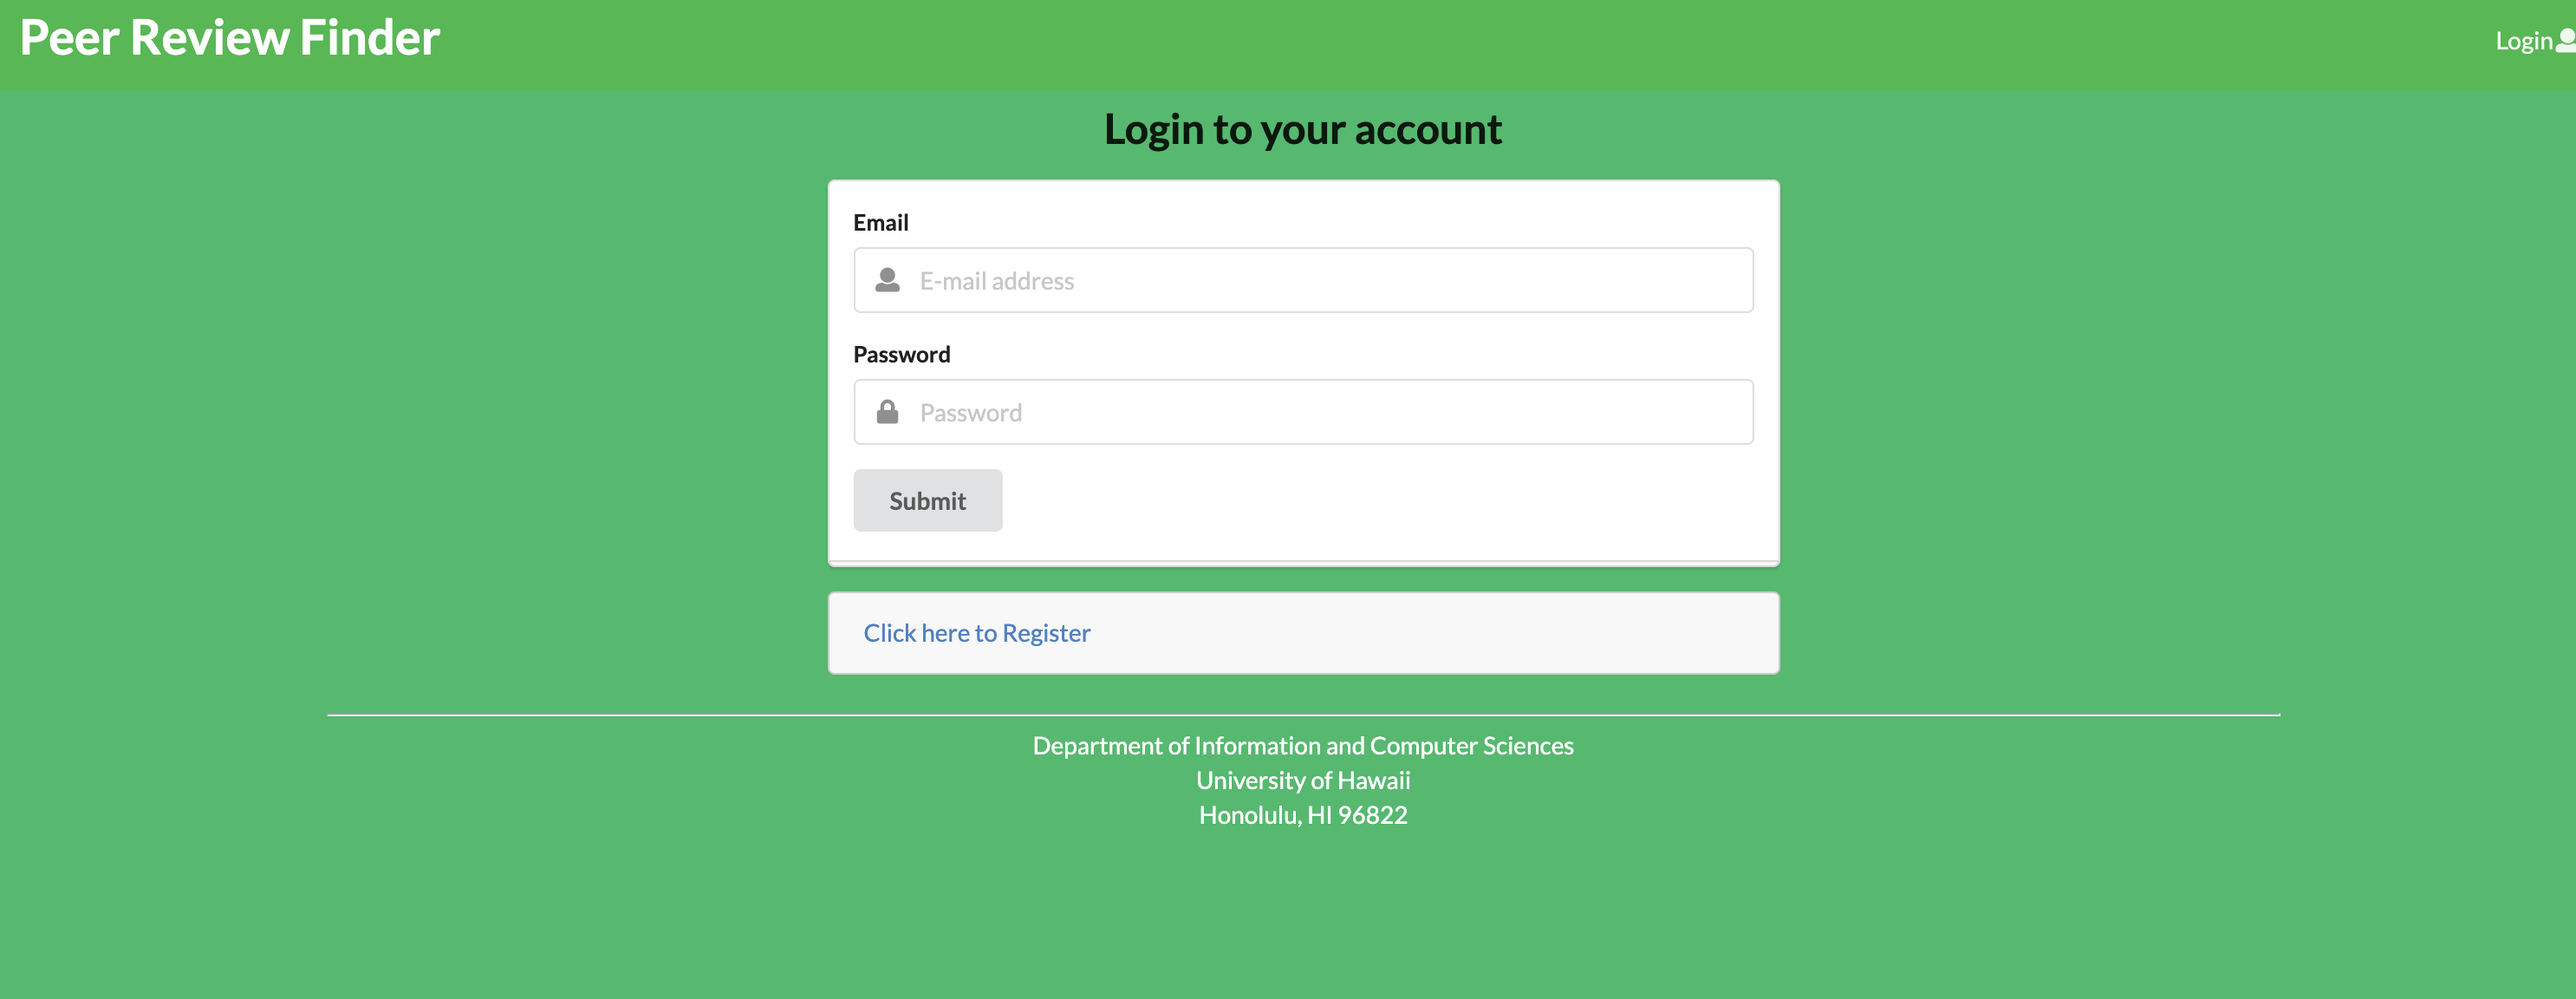 Peer Review Finder
Login
Login to your account
Email
E-mail address
Password
Password
Submit
Click here to Register
Department of Information and Computer Sciences
University of Hawaii
Honolulu, HI 96822